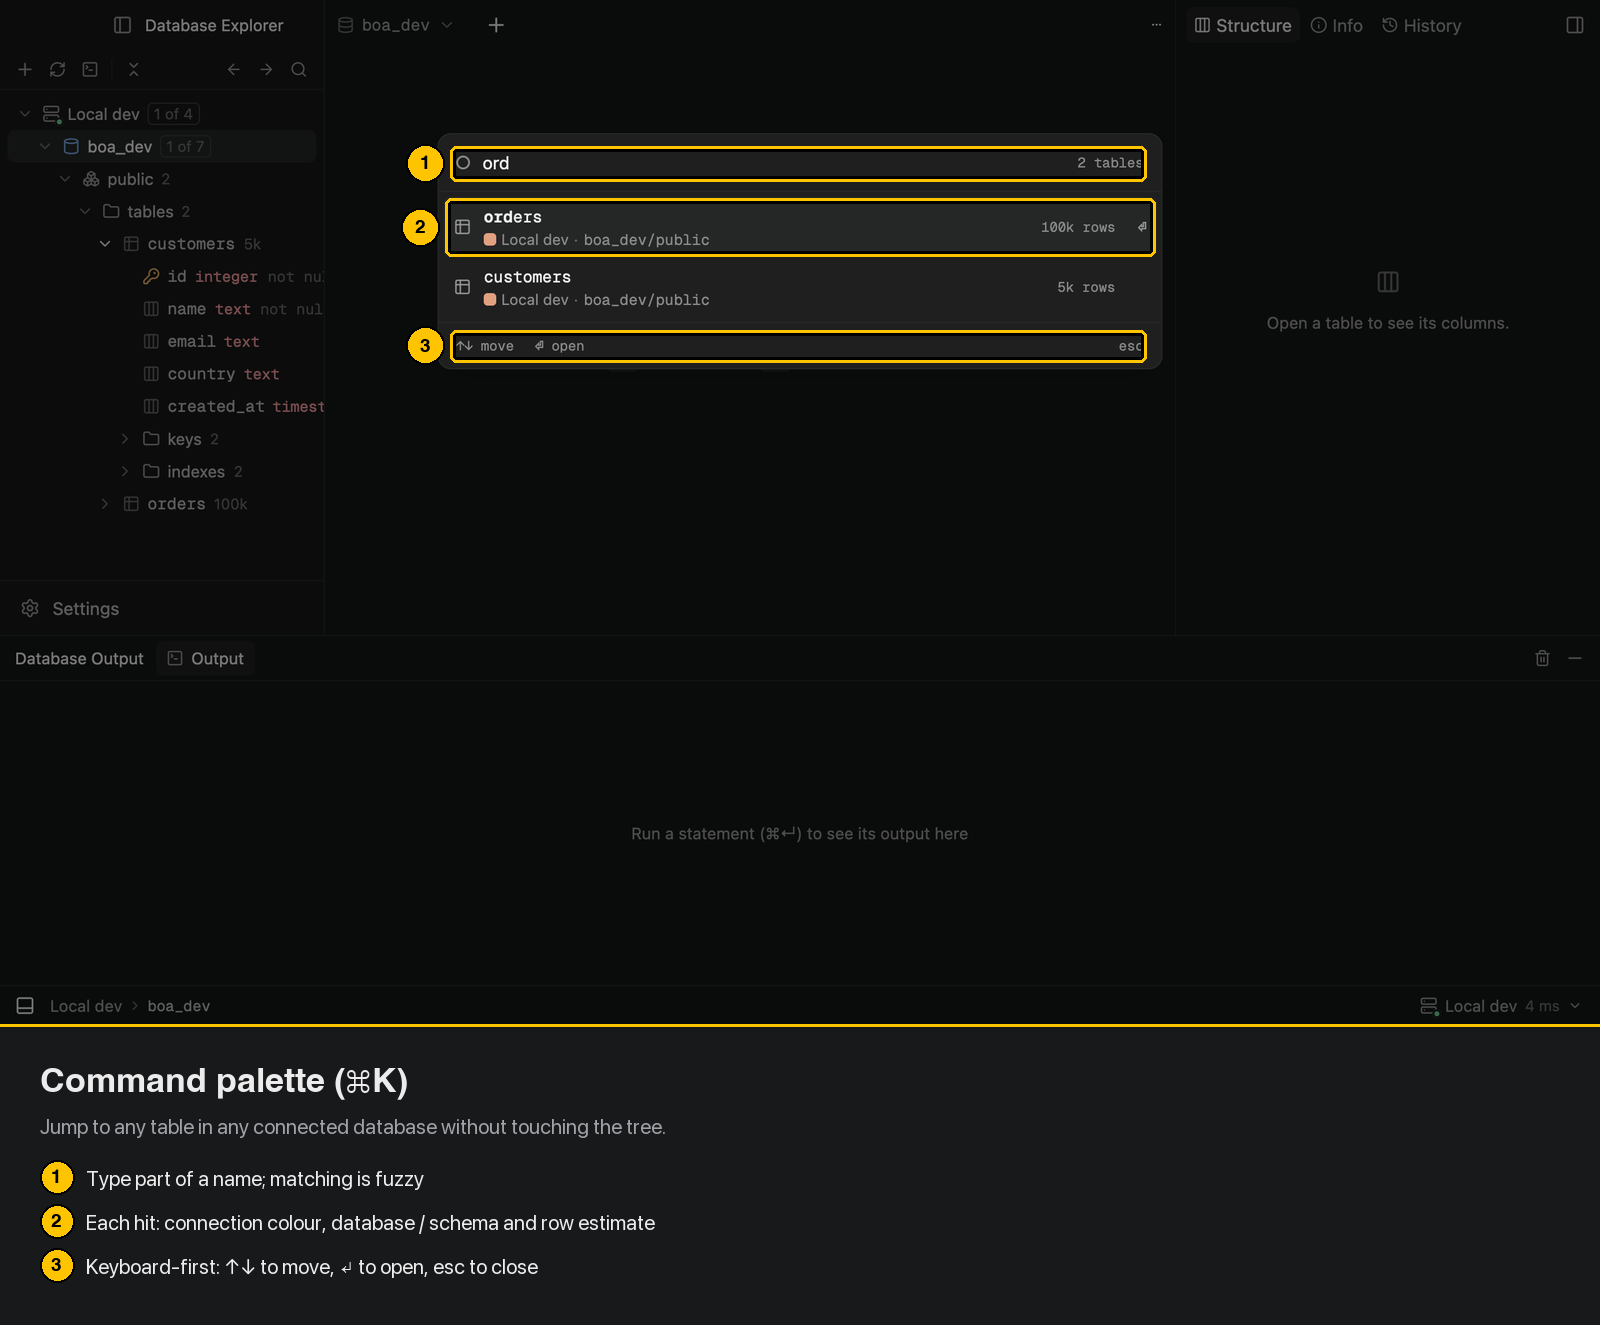 Database Explorer
boa_dev
Structure
Info
History
Local dev 1 of 4
boa_dev 1 of 7
public 2
tables 2
customers 5k
id integer not nu
name text not nul
email text
country text
created_at timest
keys 2
indexes 2
orders 100k
Settings
1 ord 2 tables
2 orders 100k rows
Local dev · boa_dev/public
customers 5k rows
Local dev · boa_dev/public
3 ↑↓ move ⏎ open esc
Open a table to see its columns.
Database Output
Output
Run a statement (⌘↵) to see its output here
Local dev > boa_dev
Local dev 4 ms
Command palette (⌘K)
Jump to any table in any connected database without touching the tree.
1 Type part of a name; matching is fuzzy
2 Each hit: connection colour, database / schema and row estimate
3 Keyboard-first: ↑↓ to move, ↵ to open, esc to close